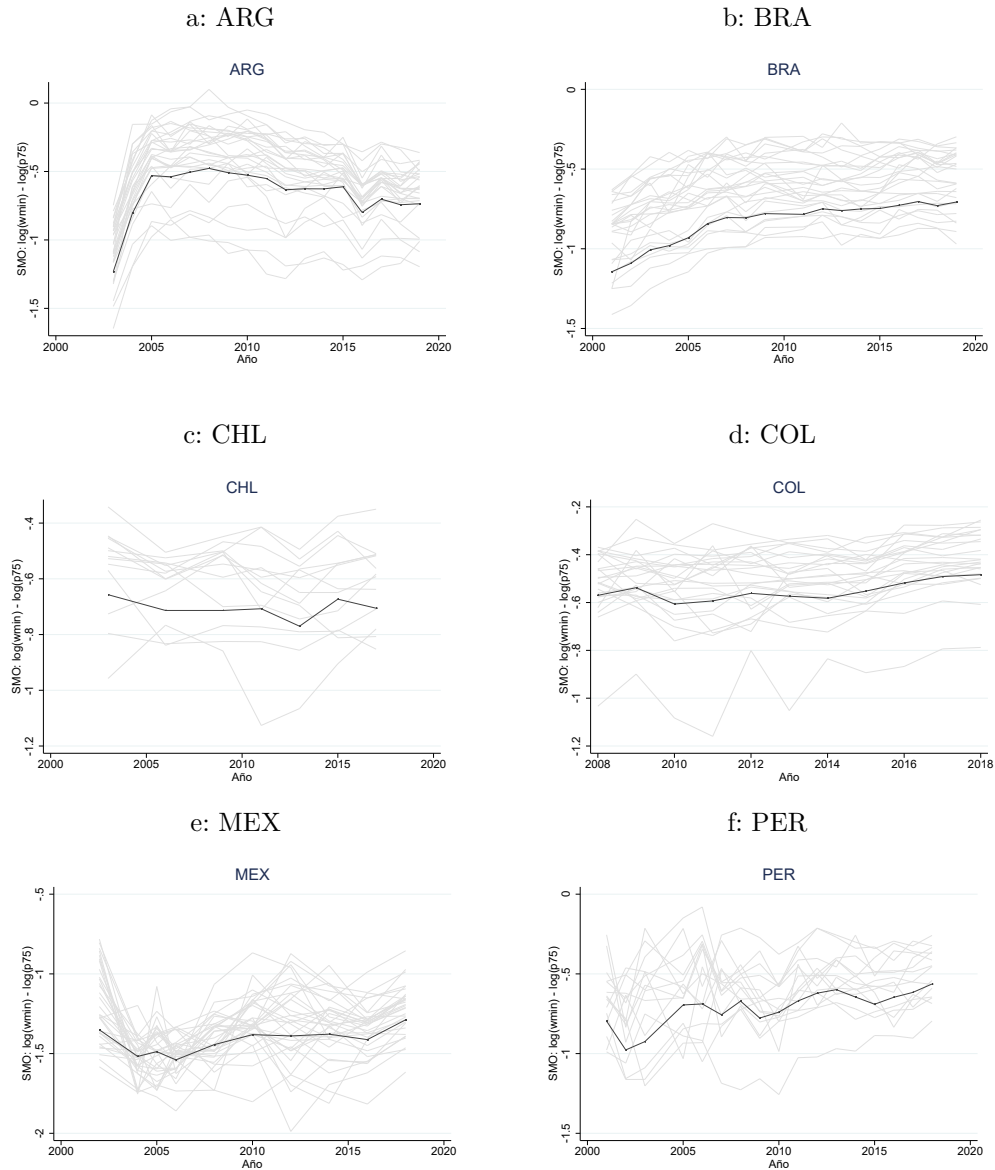 a: ARG
b: BRA
ARG
SMO: log(wmin) - log(p75)
0
-.5
-1
-1.5
2000 2005 2010 2015 2020
Año
BRA
SMO: log(wmin) - log(p75)
0
-.5
-1
-1.5
2000 2005 2010 2015 2020
Año
c: CHL
d: COL
CHL
SMO: log(wmin) - log(p75)
-.4
-.6
-.8
-1
-1.2
2000 2005 2010 2015 2020
Año
COL
SMO: log(wmin) - log(p75)
-.2
-.4
-.6
-.8
-1
-1.2
2008 2010 2012 2014 2016 2018
Año
e: MEX
f: PER
MEX
SMO: log(wmin) - log(p75)
-.5
-1
-1.5
-2
2000 2005 2010 2015 2020
Año
PER
SMO: log(wmin) - log(p75)
0
-.5
-1
-1.5
2000 2005 2010 2015 2020
Año